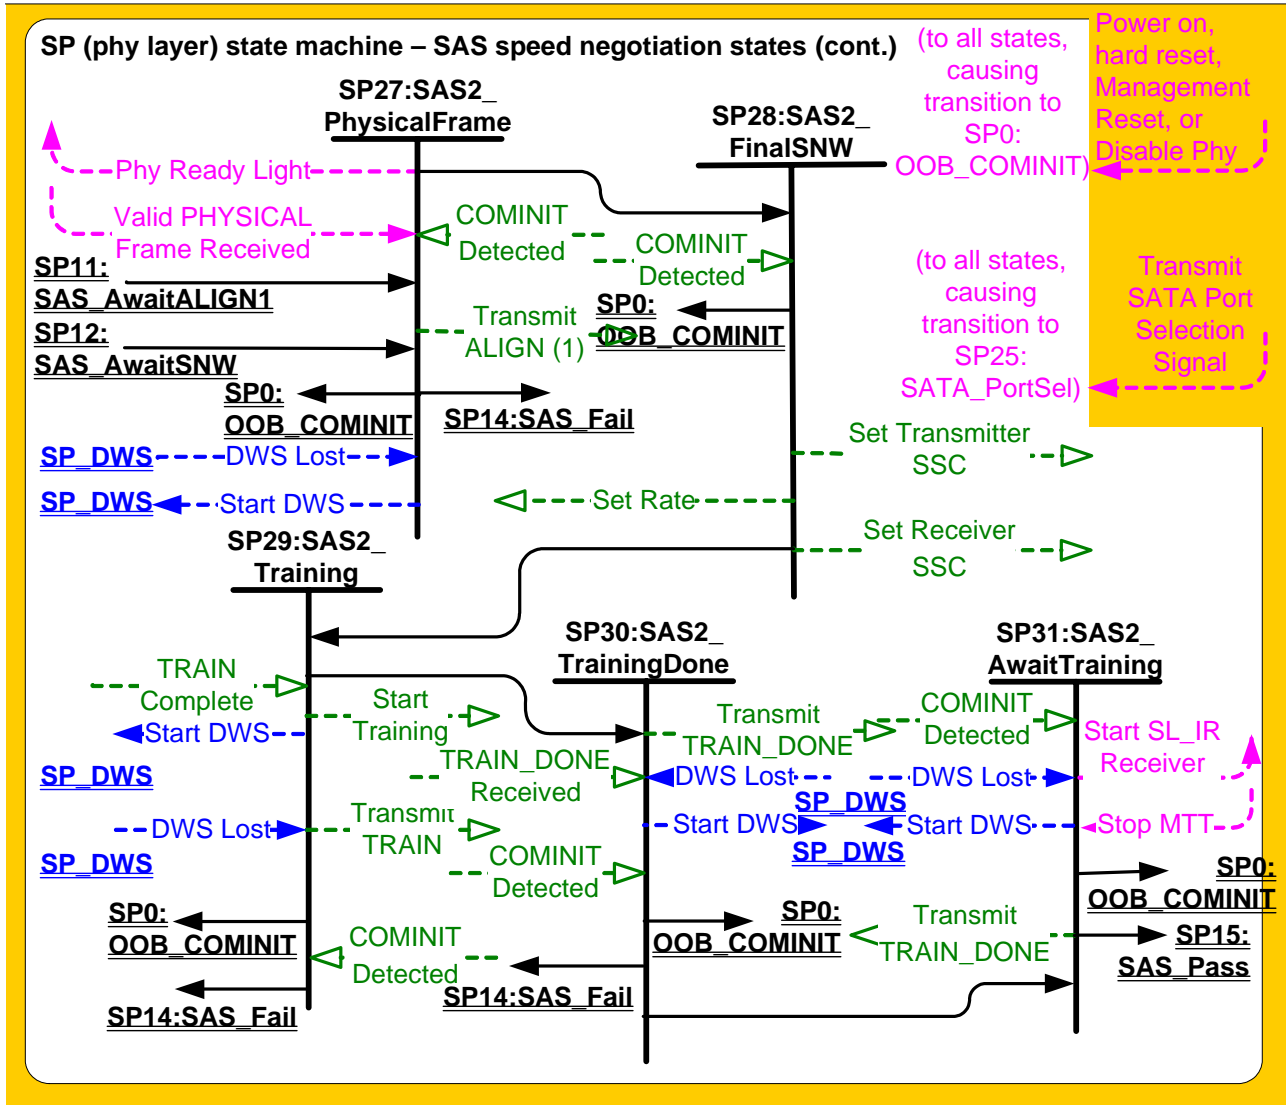 SP (phy layer) state machine – SAS speed negotiation states (cont.)
(to all states,
causing
transition to
SP0:
OOB_COMINIT)
Power on,
hard reset,
Management
Reset, or
Disable Phy
SP27:SAS2_
PhysicalFrame
SP28:SAS2_
FinalSNW
Phy Ready Light
Valid PHYSICAL
Frame Received
COMINIT
Detected
COMINIT
Detected
SP11:
SAS_AwaitALIGN1
SP12:
SAS_AwaitSNW
Transmit
ALIGN (1)
SP0:
OOB_COMINIT
(to all states,
causing
transition to
SP25:
SATA_PortSel)
Transmit
SATA Port
Selection
Signal
SP0:
OOB_COMINIT
SP14:SAS_Fail
SP_DWS
DWS Lost
SP_DWS
Start DWS
Set Transmitter
SSC
Set Rate
Set Receiver
SSC
SP29:SAS2_
Training
SP30:SAS2_
TrainingDone
SP31:SAS2_
AwaitTraining
TRAIN
Complete
Start
Training
Start DWS
SP_DWS
TRAIN_DONE
Received
DWS Lost
SP_DWS
Transmit
TRAIN
COMINIT
Detected
Transmit
TRAIN_DONE
COMINIT
Detected
DWS Lost
SP_DWS
DWS Lost
Start DWS
SP_DWS
Start DWS
Start SL_IR
Receiver
Stop MTT
SP0:
OOB_COMINIT
COMINIT
Detected
SP14:SAS_Fail
SP0:
OOB_COMINIT
SP14:SAS_Fail
Transmit
TRAIN_DONE
SP0:
OOB_COMINIT
SP15:
SAS_Pass